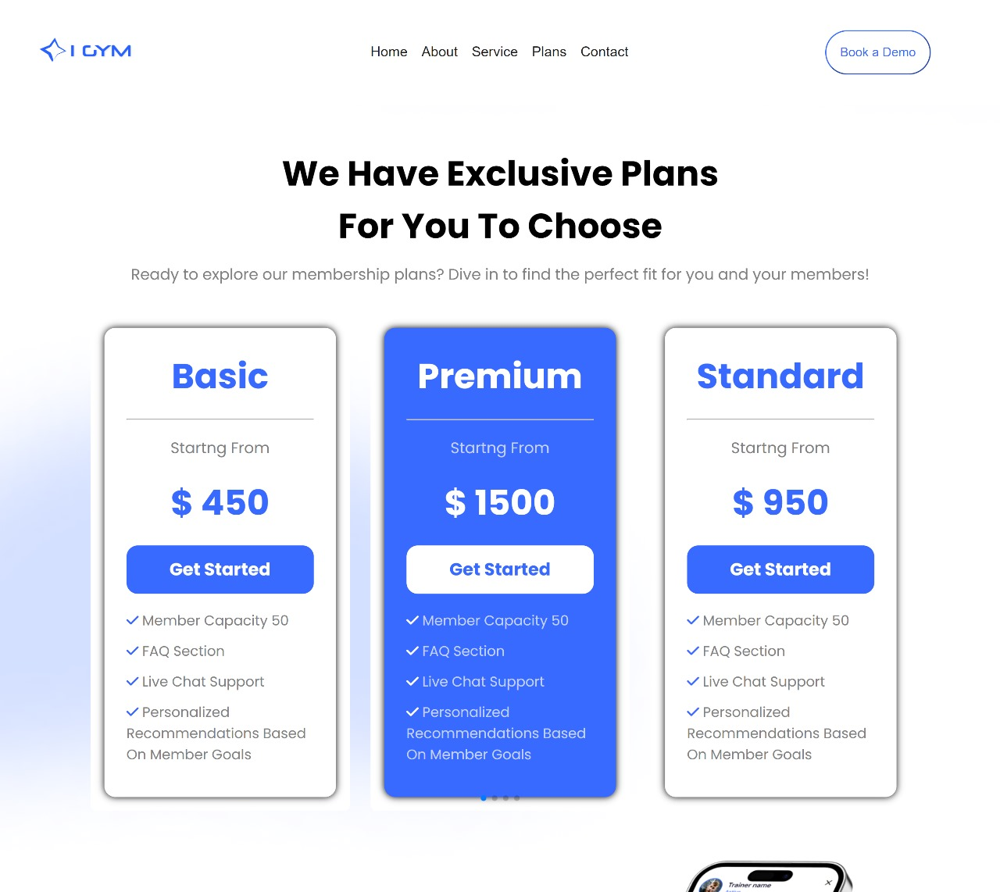 I GYM
Home About Service Plans Contact
Book a Demo
We Have Exclusive Plans
For You To Choose
Ready to explore our membership plans? Dive in to find the perfect fit for you and your members!
Basic
Startng From
$ 450
Get Started
Member Capacity 50
FAQ Section
Live Chat Support
Personalized
Recommendations Based
On Member Goals
Premium
Startng From
$ 1500
Get Started
Member Capacity 50
FAQ Section
Live Chat Support
Personalized
Recommendations Based
On Member Goals
Standard
Startng From
$ 950
Get Started
Member Capacity 50
FAQ Section
Live Chat Support
Personalized
Recommendations Based
On Member Goals
Trainer name